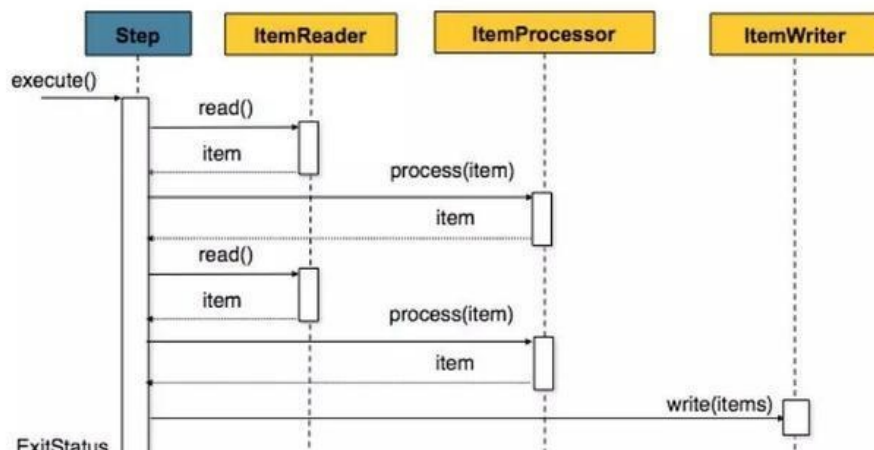 Step
ItemReader
ItemProcessor
ItemWriter
execute()
read()
item
process(item)
item
read()
item
process(item)
item
write(items)
ExitStatus